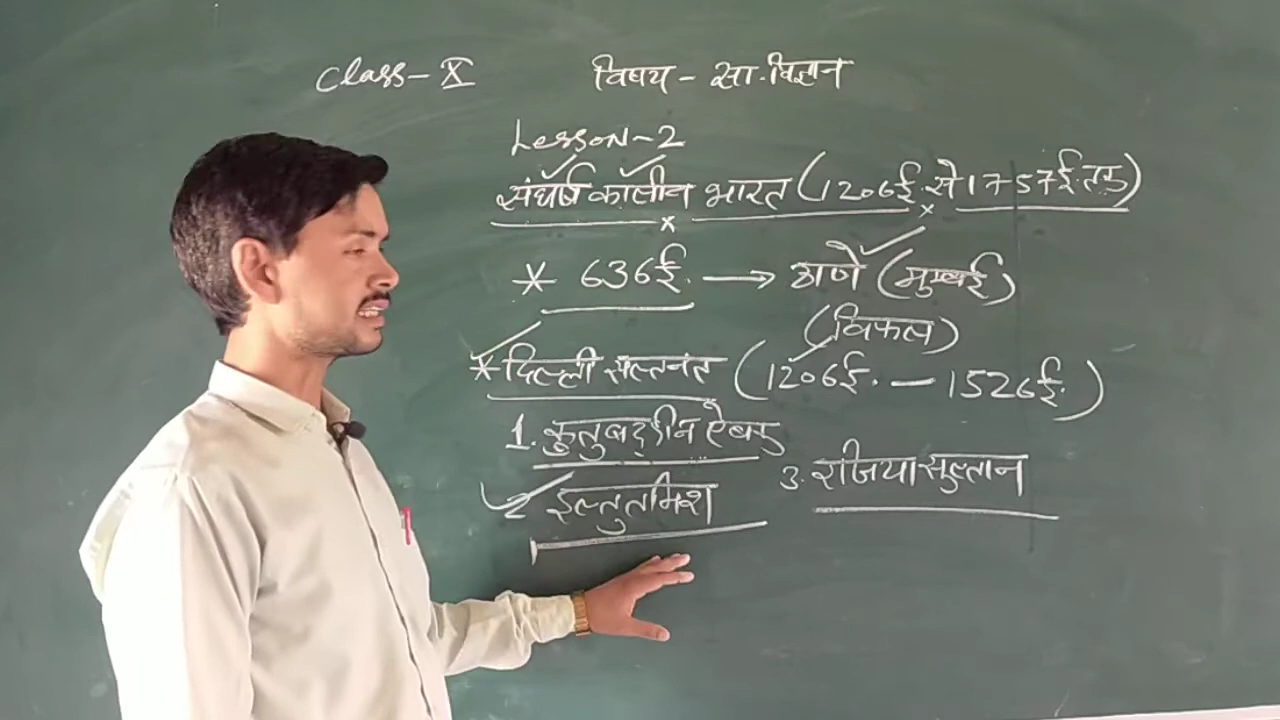 Class-X विषय - सा.विज्ञान
Lesson-2
संघर्ष कालीन भारत (1206ई. से 1757ई. तक)
* 636ई. → ठाणे (मुम्बई)
(विफल)
* दिल्ली सल्तनत (1206ई. - 1526ई.)
1. कुतुबद्दीन ऐबक
2 इल्तुतमिश
3. रजिया सुल्तान